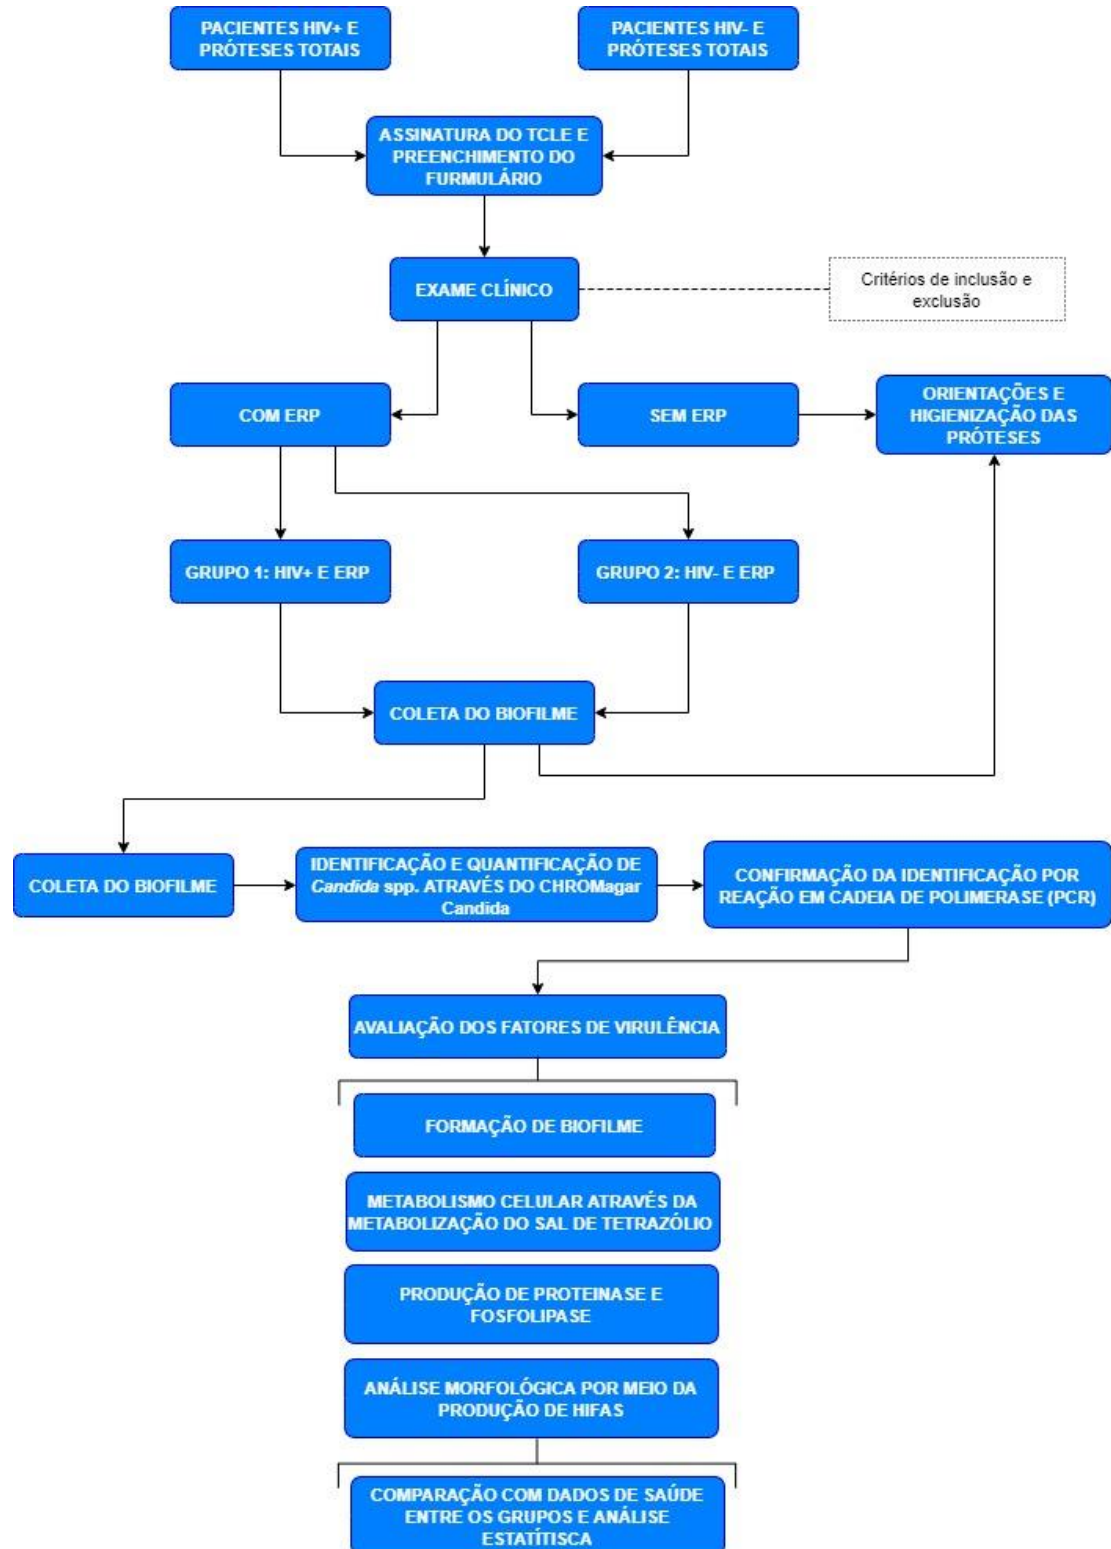 PACIENTES HIV+ E
PRÓTESES TOTAIS
PACIENTES HIV- E
PRÓTESES TOTAIS
ASSINATURA DO TCLE E
PREENCHIMENTO DO
FURMULÁRIO
EXAME CLÍNICO
Critérios de inclusão e
exclusão
COM ERP
SEM ERP
ORIENTAÇÕES E
HIGIENIZAÇÃO DAS
PRÓTESES
GRUPO 1: HIV+ E ERP
GRUPO 2: HIV- E ERP
COLETA DO BIOFILME
COLETA DO BIOFILME
IDENTIFICAÇÃO E QUANTIFICAÇÃO DE
Candida spp. ATRAVÉS DO CHROMagar
Candida
CONFIRMAÇÃO DA IDENTIFICAÇÃO POR
REAÇÃO EM CADEIA DE POLIMERASE (PCR)
AVALIAÇÃO DOS FATORES DE VIRULÊNCIA
FORMAÇÃO DE BIOFILME
METABOLISMO CELULAR ATRAVÉS DA
METABOLIZAÇÃO DO SAL DE TETRAZÓLIO
PRODUÇÃO DE PROTEINASE E
FOSFOLIPASE
ANÁLISE MORFOLÓGICA POR MEIO DA
PRODUÇÃO DE HIFAS
COMPARAÇÃO COM DADOS DE SAÚDE
ENTRE OS GRUPOS E ANÁLISE
ESTATÍTISCA